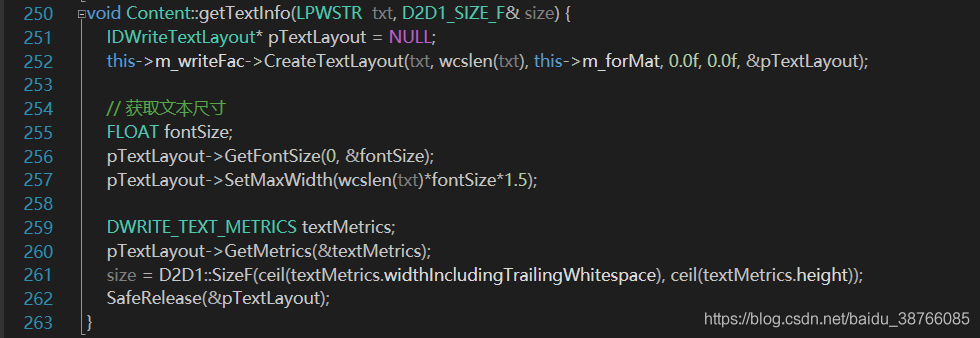 250 void Content::getTextInfo(LPWSTR txt, D2D1_SIZE_F& size) {
251 IDWriteTextLayout* pTextLayout = NULL;
252 this->m_writeFac->CreateTextLayout(txt, wcslen(txt), this->m_forMat, 0.0f, 0.0f, &pTextLayout);
253
254 // 获取文本尺寸
255 FLOAT fontSize;
256 pTextLayout->GetFontSize(0, &fontSize);
257 pTextLayout->SetMaxWidth(wcslen(txt)*fontSize*1.5);
258
259 DWRITE_TEXT_METRICS textMetrics;
260 pTextLayout->GetMetrics(&textMetrics);
261 size = D2D1::SizeF(ceil(textMetrics.widthIncludingTrailingWhitespace), ceil(textMetrics.height));
262 SafeRelease(&pTextLayout);
263 }
https://blog.csdn.net/baidu_38766085